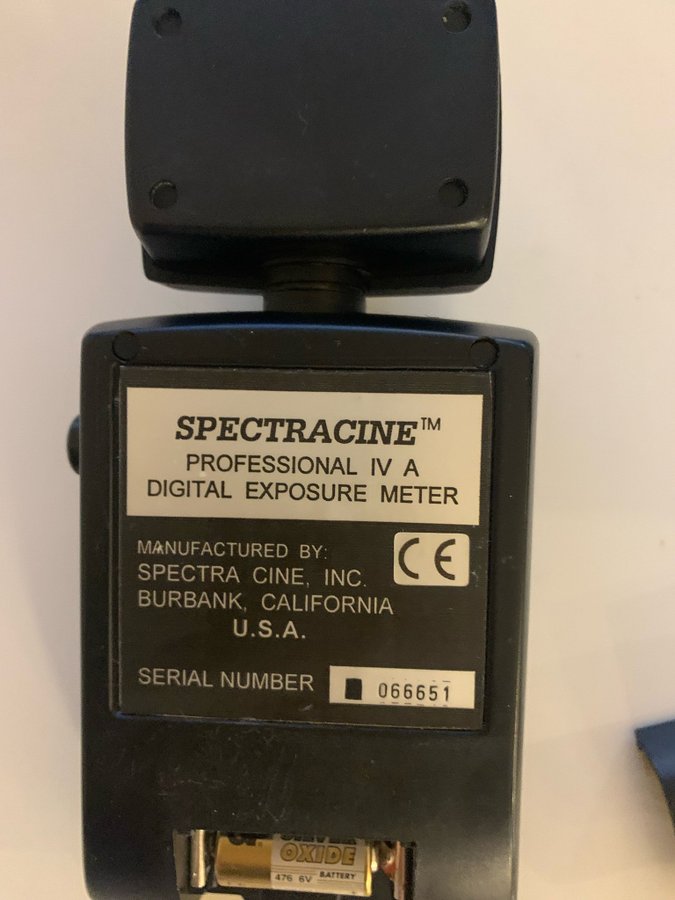 SPECTRACINE™
PROFESSIONAL IV A
DIGITAL EXPOSURE METER
MANUFACTURED BY:
CE
SPECTRA CINE, INC.
BURBANK, CALIFORNIA
U.S.A.
SERIAL NUMBER 066651
OXIDE
476 6V BATTERY